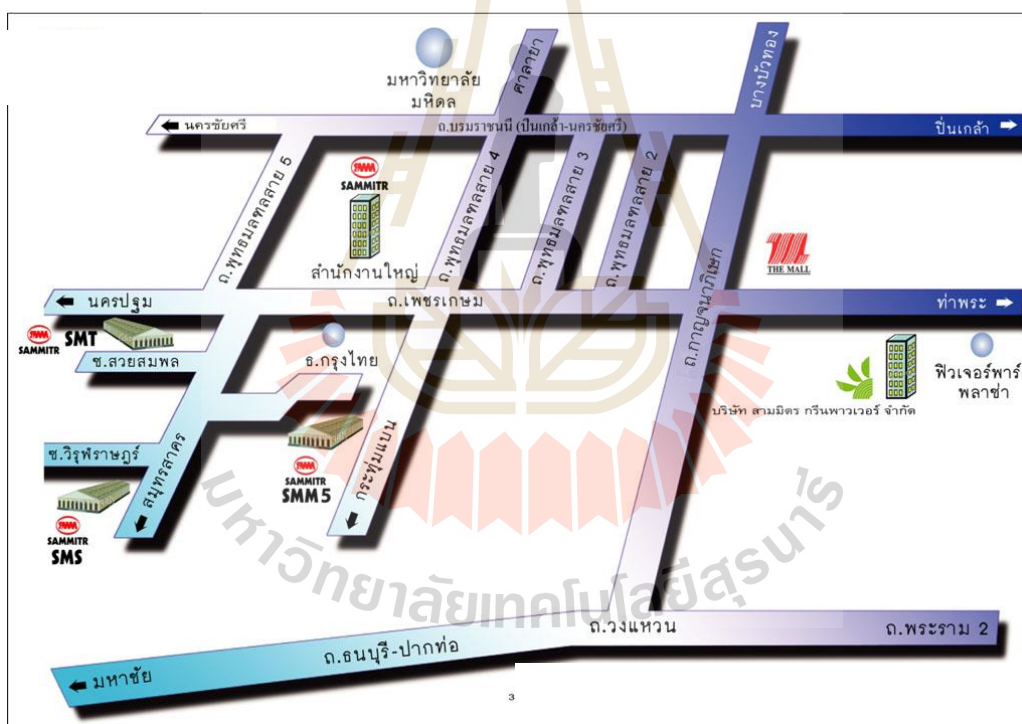 มหาวิทยาลัย
มหิดล
ศาลายา
บางบัวทอง
นครชัยศรี
ถ.บรมราชนนี (ปิ่นเกล้า-นครชัยศรี)
ปิ่นเกล้า
ถ.พุทธมลฑลสาย 5
SAMMITR
สำนักงานใหญ่
ถ.พุทธมลฑลสาย 4
ถ.พุทธมลฑลสาย 3
ถ.พุทธมลฑลสาย 2
ถ.กาญจนาภิเษก
THE MALL
นครปฐม
ถ.เพชรเกษม
ท่าพระ
SAMMITR
SMT
ซ.สวยสมพล
ธ.กรุงไทย
ฟิวเจอร์พาร์
พลาซ่า
บริษัท สามมิตร กรีนพาวเวอร์ จำกัด
ซ.วิรุฬราษฎร์
สมุทรสาคร
SAMMITR
SMM 5
กระทุ่มแบน
SAMMITR
SMS
มหาวิทยาลัยเทคโนโลยีสุรนารี
ถ.วงแหวน
ถ.พระราม 2
ถ.ธนบุรี-ปากท่อ
มหาชัย
3